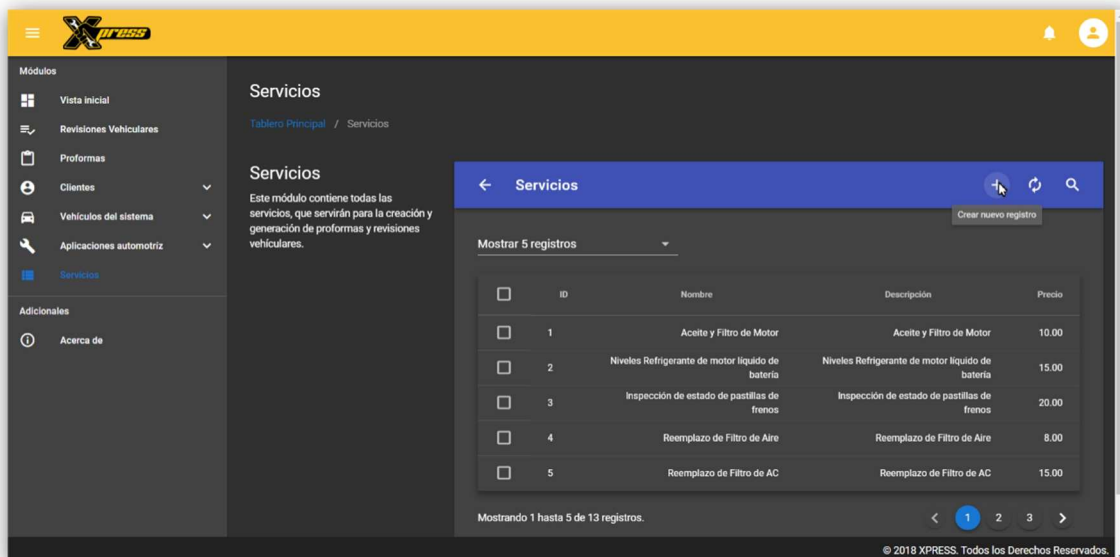 Xpress
Módulos
Vista inicial
Revisiones Vehiculares
Proformas
Clientes
Vehículos del sistema
Aplicaciones automotriz
Servicios
Adicionales
Acerca de
Servicios
Tablero Principal / Servicios
Servicios
Este módulo contiene todas las
servicios, que servirán para la creación y
generación de proformas y revisiones
vehículares.
Servicios
Crear nuevo registro
Mostrar 5 registros
ID Nombre Descripción Precio
1 Aceite y Filtro de Motor Aceite y Filtro de Motor 10.00
Niveles Refrigerante de motor líquido de Niveles Refrigerante de motor líquido de
2 batería batería 15.00
Inspección de estado de pastillas de Inspección de estado de pastillas de
3 frenos frenos 20.00
4 Reemplazo de Filtro de Aire Reemplazo de Filtro de Aire 8.00
5 Reemplazo de Filtro de AC Reemplazo de Filtro de AC 15.00
Mostrando 1 hasta 5 de 13 registros.
1 2 3
© 2018 XPRESS. Todos los Derechos Reservados.